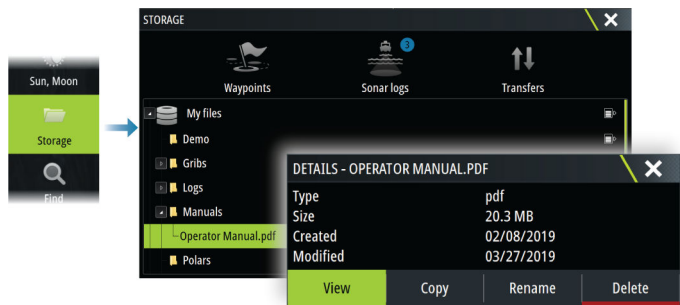 Sun, Moon
Storage
Find
STORAGE
3
Waypoints Sonar logs Transfers
My files
Demo
Gribs
Logs
Manuals
Operator Manual.pdf
Polars
DETAILS - OPERATOR MANUAL.PDF
Type pdf
Size 20.3 MB
Created 02/08/2019
Modified 03/27/2019
View Copy Rename Delete